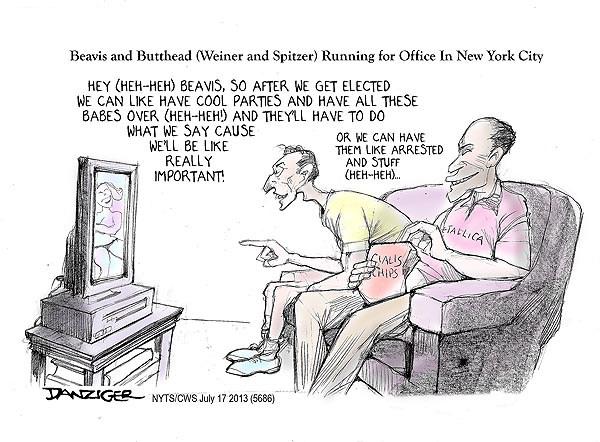 Beavis and Butthead (Weiner and Spitzer) Running for Office In New York City
HEY (HEH-HEH) BEAVIS, SO AFTER WE GET ELECTED
WE CAN LIKE HAVE COOL PARTIES AND HAVE ALL THESE
BABES OVER (HEH-HEH!) AND THEY'LL HAVE TO DO
WHAT WE SAY CAUSE
WE'LL BE LIKE
REALLY
IMPORTANT!
OR WE CAN HAVE
THEM LIKE ARRESTED
AND STUFF
(HEH-HEH)...
ETALLICA
CIALIS
CHIPS
DANZIGER
NYTS/CWS July 17 2013 (5686)